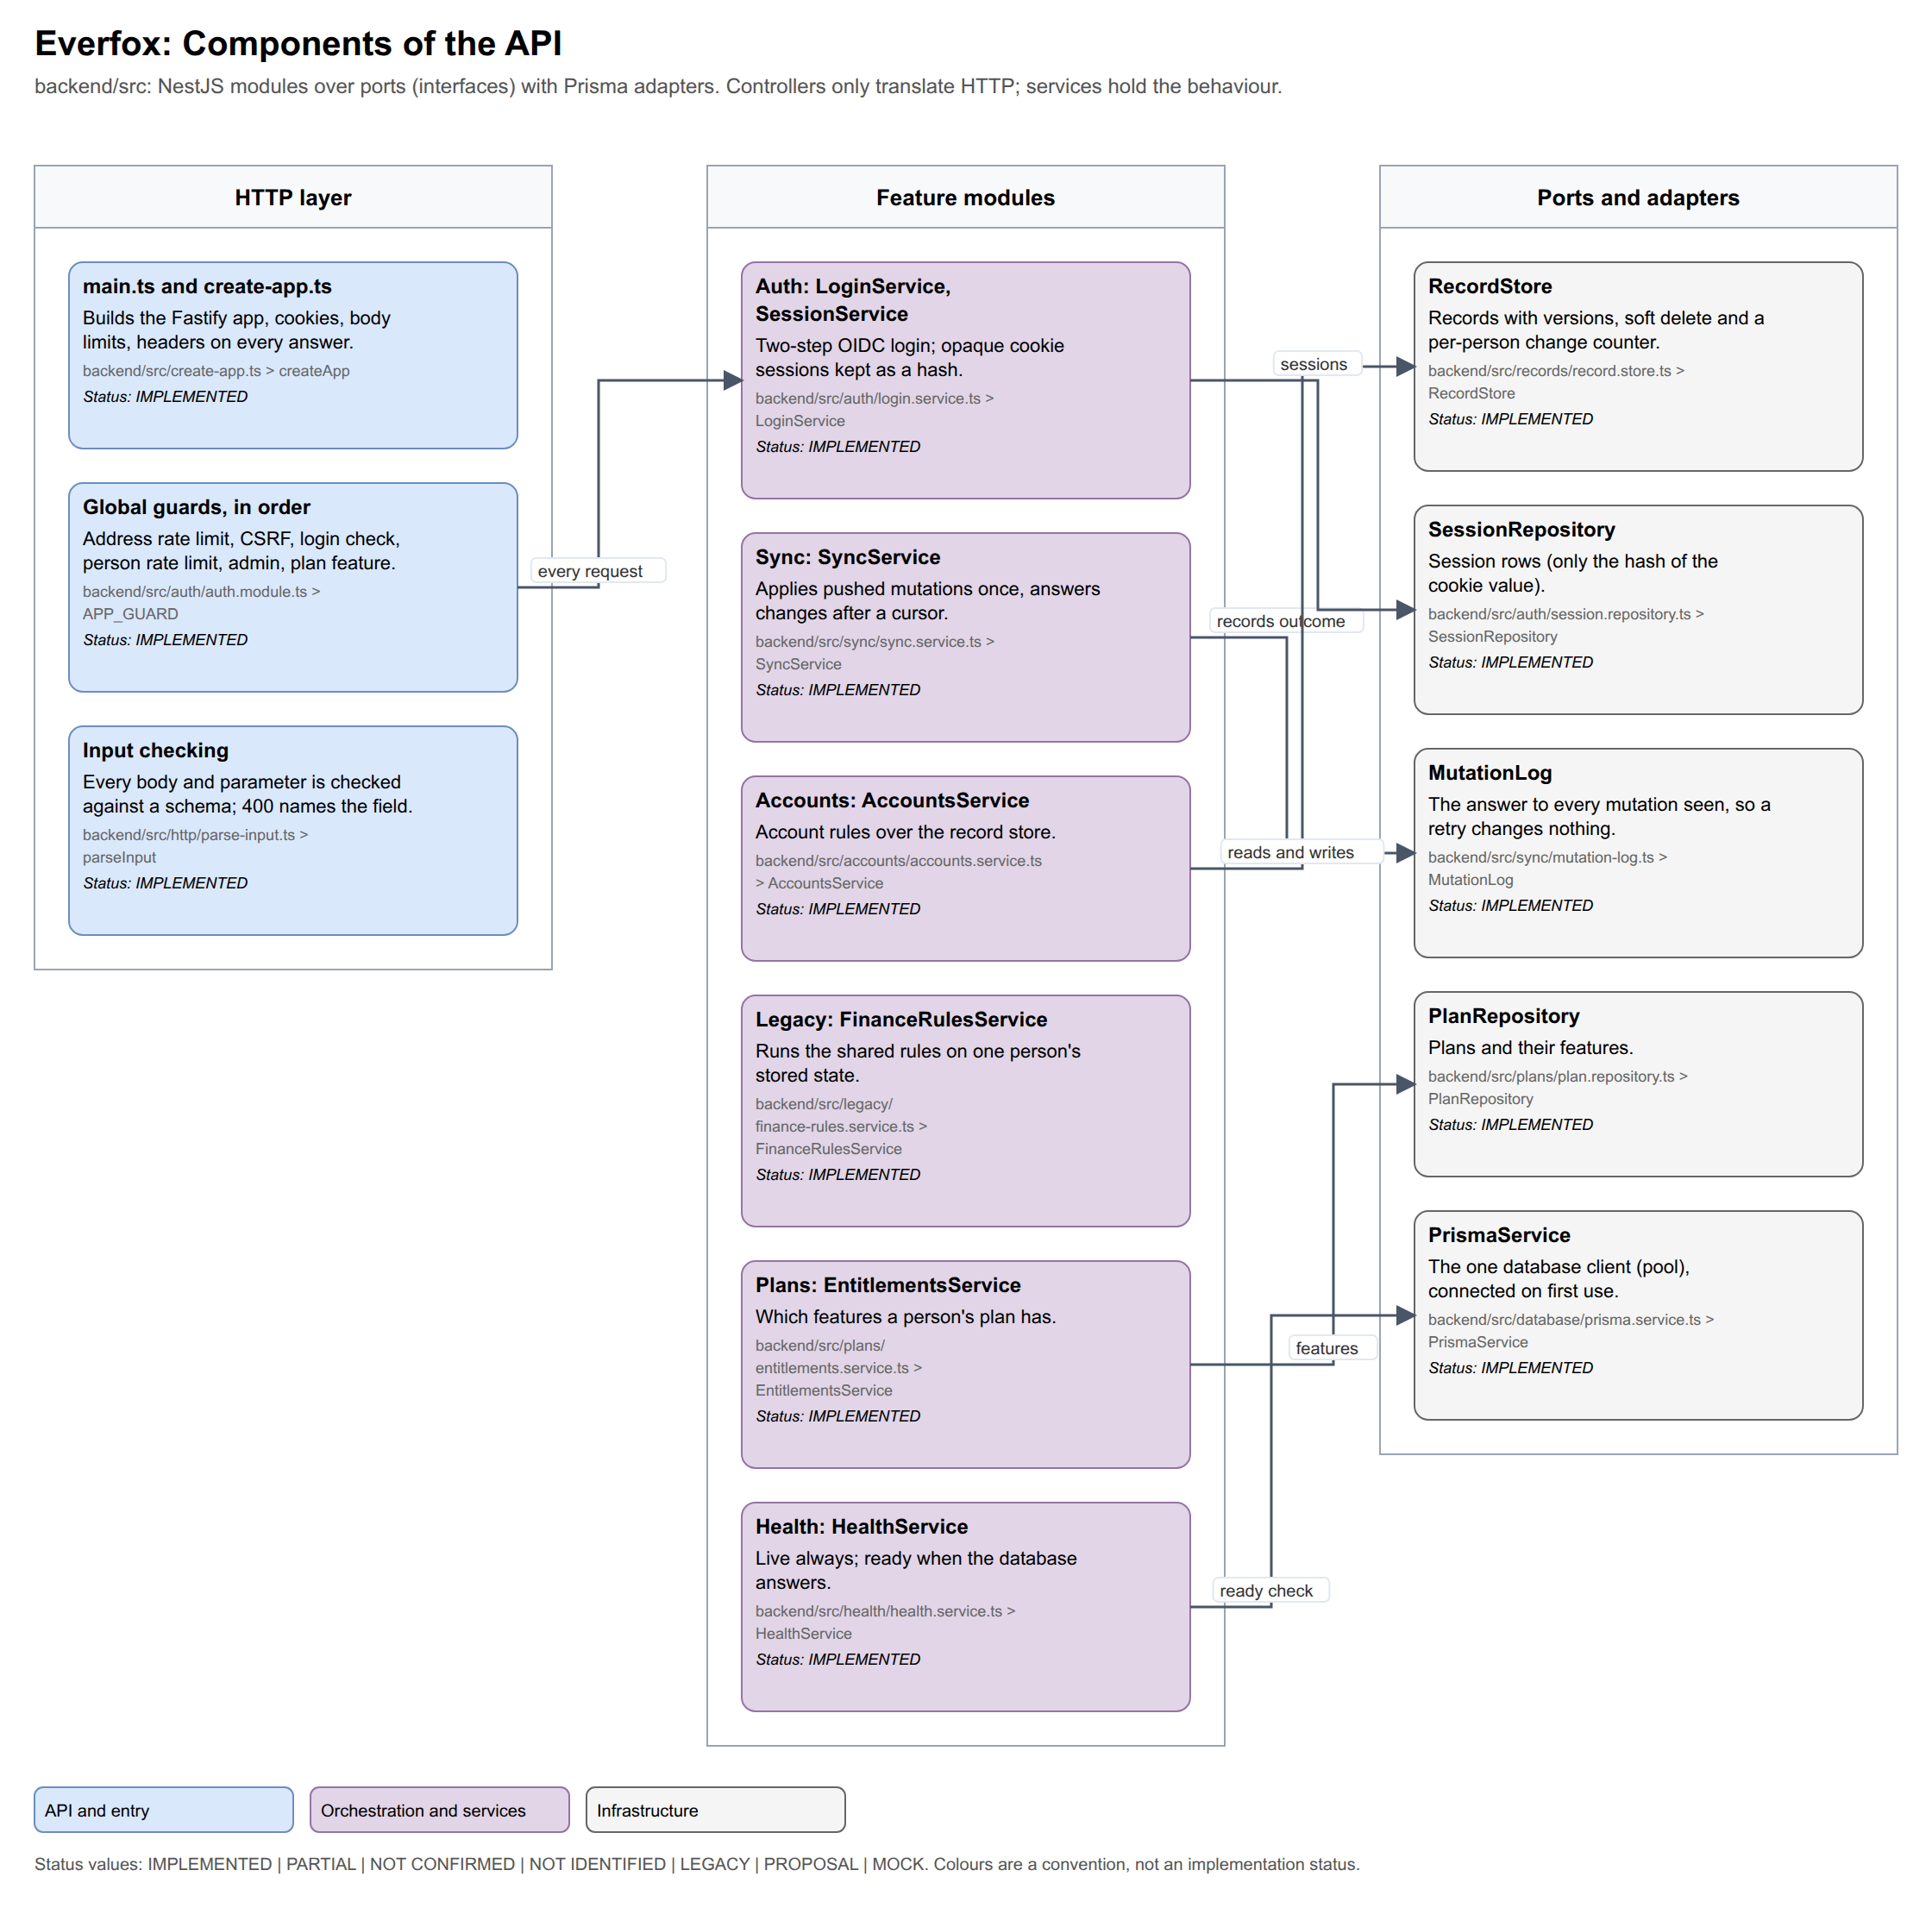 Everfox: Components of the API
backend/src: NestJS modules over ports (interfaces) with Prisma adapters. Controllers only translate HTTP; services hold the behaviour.
HTTP layer
main.ts and create-app.ts
Builds the Fastify app, cookies, body
limits, headers on every answer.
backend/src/create-app.ts > createApp
Status: IMPLEMENTED
Global guards, in order
Address rate limit, CSRF, login check,
person rate limit, admin, plan feature.
backend/src/auth/auth.module.ts >
APP_GUARD
Status: IMPLEMENTED
Input checking
Every body and parameter is checked
against a schema; 400 names the field.
backend/src/http/parse-input.ts >
parseInput
Status: IMPLEMENTED
every request
Feature modules
Auth: LoginService,
SessionService
Two-step OIDC login; opaque cookie
sessions kept as a hash.
backend/src/auth/login.service.ts >
LoginService
Status: IMPLEMENTED
Sync: SyncService
Applies pushed mutations once, answers
changes after a cursor.
backend/src/sync/sync.service.ts >
SyncService
Status: IMPLEMENTED
Accounts: AccountsService
Account rules over the record store.
backend/src/accounts/accounts.service.ts
> AccountsService
Status: IMPLEMENTED
Legacy: FinanceRulesService
Runs the shared rules on one person's
stored state.
backend/src/legacy/
finance-rules.service.ts >
FinanceRulesService
Status: IMPLEMENTED
Plans: EntitlementsService
Which features a person's plan has.
backend/src/plans/
entitlements.service.ts >
EntitlementsService
Status: IMPLEMENTED
Health: HealthService
Live always; ready when the database
answers.
backend/src/health/health.service.ts >
HealthService
Status: IMPLEMENTED
sessions
records outcome
reads and writes
features
ready check
Ports and adapters
RecordStore
Records with versions, soft delete and a
per-person change counter.
backend/src/records/record.store.ts >
RecordStore
Status: IMPLEMENTED
SessionRepository
Session rows (only the hash of the
cookie value).
backend/src/auth/session.repository.ts >
SessionRepository
Status: IMPLEMENTED
MutationLog
The answer to every mutation seen, so a
retry changes nothing.
backend/src/sync/mutation-log.ts >
MutationLog
Status: IMPLEMENTED
PlanRepository
Plans and their features.
backend/src/plans/plan.repository.ts >
PlanRepository
Status: IMPLEMENTED
PrismaService
The one database client (pool),
connected on first use.
backend/src/database/prisma.service.ts >
PrismaService
Status: IMPLEMENTED
API and entry
Orchestration and services
Infrastructure
Status values: IMPLEMENTED | PARTIAL | NOT CONFIRMED | NOT IDENTIFIED | LEGACY | PROPOSAL | MOCK. Colours are a convention, not an implementation status.